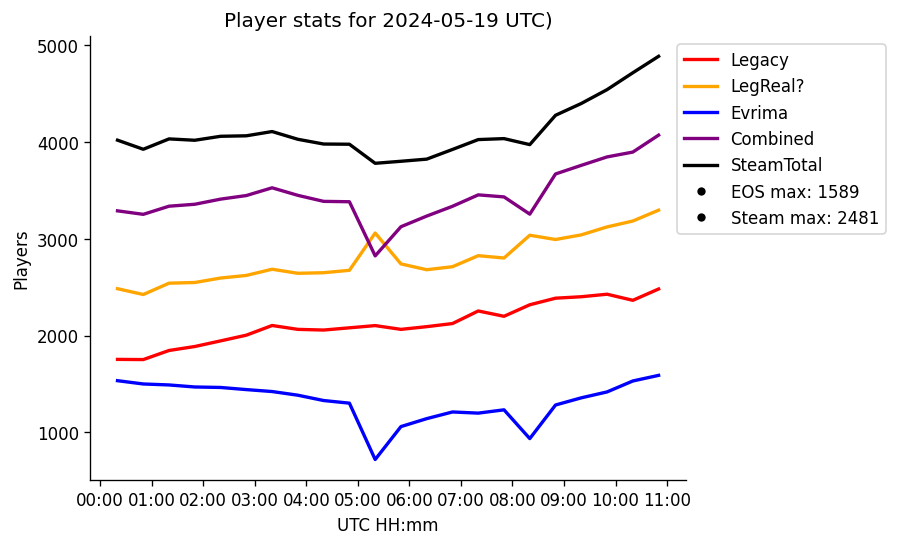 Player stats for 2024-05-19 UTC)
5000
4000
3000
2000
1000
Players
00:00 01:00 02:00 03:00 04:00 05:00 06:00 07:00 08:00 09:00 10:00 11:00
UTC HH:mm
Legacy
LegReal?
Evrima
Combined
SteamTotal
EOS max: 1589
Steam max: 2481